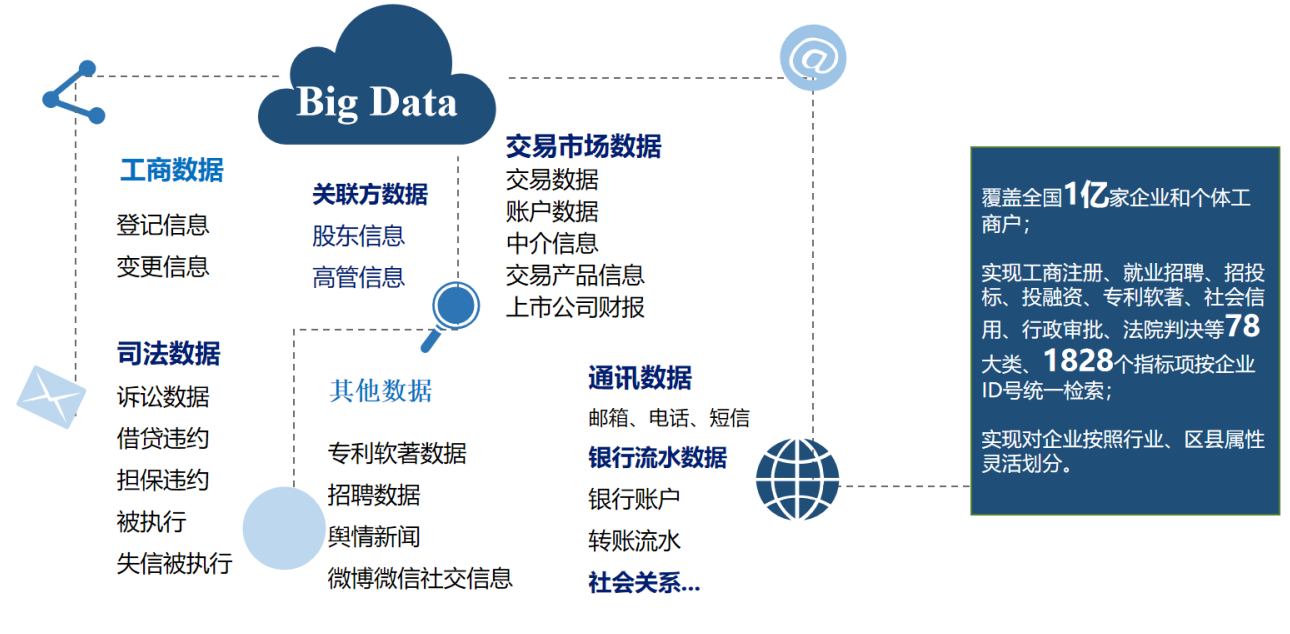 Big Data
工商数据
登记信息
变更信息
关联方数据
股东信息
高管信息
交易市场数据
交易数据
账户数据
中介信息
交易产品信息
上市公司财报
司法数据
诉讼数据
借贷违约
担保违约
被执行
失信被执行
其他数据
专利软著数据
招聘数据
舆情新闻
微博微信社交信息
通讯数据
邮箱、电话、短信
银行流水数据
银行账户
转账流水
社会关系...
@
覆盖全国1亿家企业和个体工
商户；
实现工商注册、就业招聘、招投
标、投融资、专利软著、社会信
用、行政审批、法院判决等78
大类、1828个指标项按企业
ID号统一检索；
实现对企业按照行业、区县属性
灵活划分。